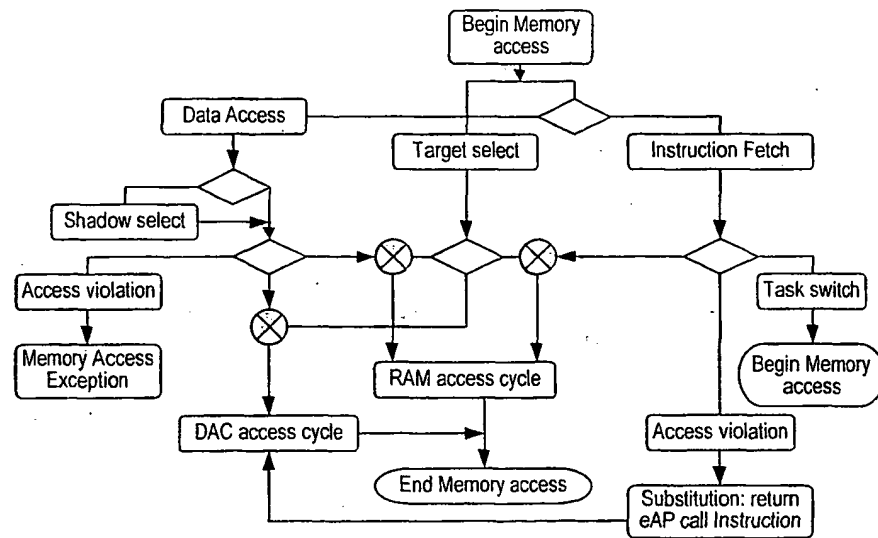 Begin Memory
access
Data Access
Target select
Instruction Fetch
Shadow select
Access violation
Task switch
Memory Access
Exception
RAM access cycle
Begin Memory
access
DAC access cycle
Access violation
End Memory access
Substitution: return
eAP call Instruction